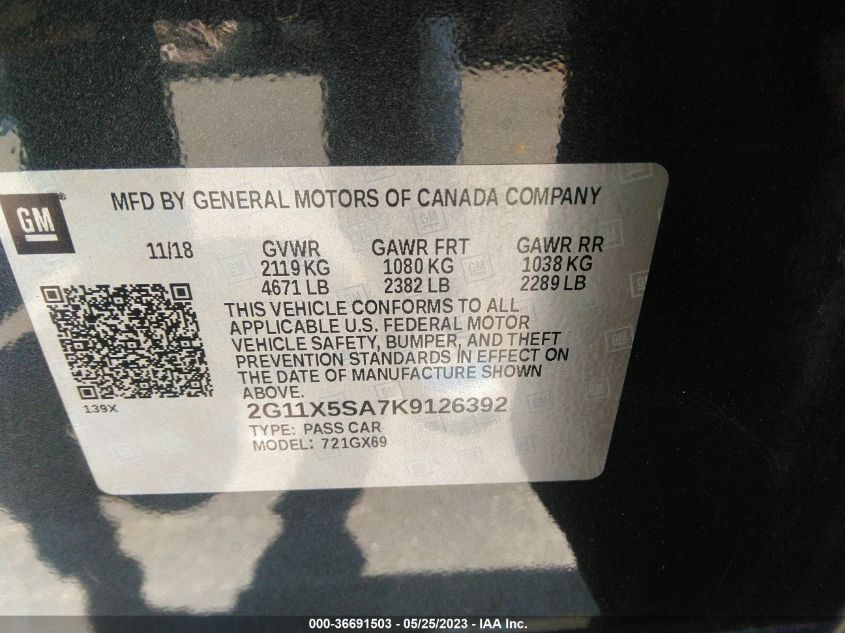 GM®
MFD BY GENERAL MOTORS OF CANADA COMPANY
11/18 GVWR GAWR FRT GAWR RR
2119 KG 1080 KG 1038 KG
4671 LB 2382 LB 2289 LB
THIS VEHICLE CONFORMS TO ALL
APPLICABLE U.S. FEDERAL MOTOR
VEHICLE SAFETY, BUMPER, AND THEFT
PREVENTION STANDARDS IN EFFECT ON
THE DATE OF MANUFACTURE SHOWN
ABOVE.
139X
2G11X5SA7K9126392
TYPE: PASS CAR
MODEL: 721GX69
000-36691503 - 05/25/2023 - IAA Inc.